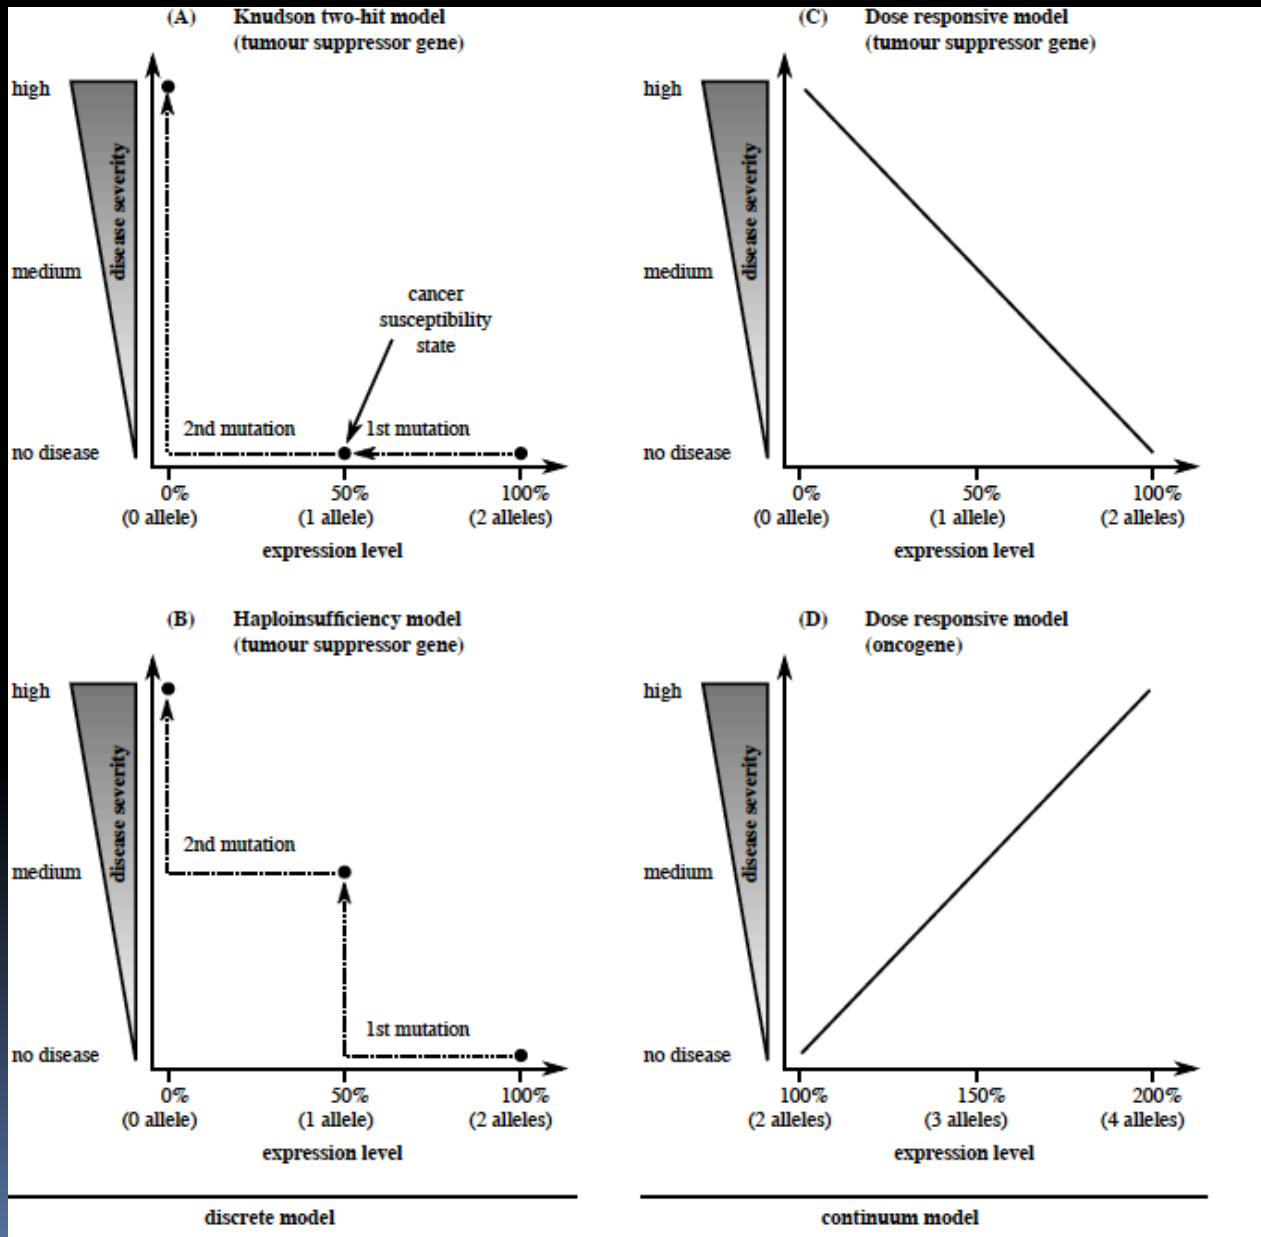 (A) Knudson two-hit model
(tumour suppressor gene)
high
disease severity
medium
no disease
cancer
susceptibility
state
2nd mutation
1st mutation
0%
50%
100%
(0 allele)
(1 allele)
(2 alleles)
expression level
(C) Dose responsive model
(tumour suppressor gene)
high
disease severity
medium
no disease
0%
50%
100%
(0 allele)
(1 allele)
(2 alleles)
expression level
(B) Haploinsufficiency model
(tumour suppressor gene)
high
disease severity
medium
2nd mutation
1st mutation
no disease
0%
50%
100%
(0 allele)
(1 allele)
(2 alleles)
expression level
discrete model
(D) Dose responsive model
(oncogene)
high
disease severity
medium
no disease
100%
150%
200%
(2 alleles)
(3 alleles)
(4 alleles)
expression level
continuum model